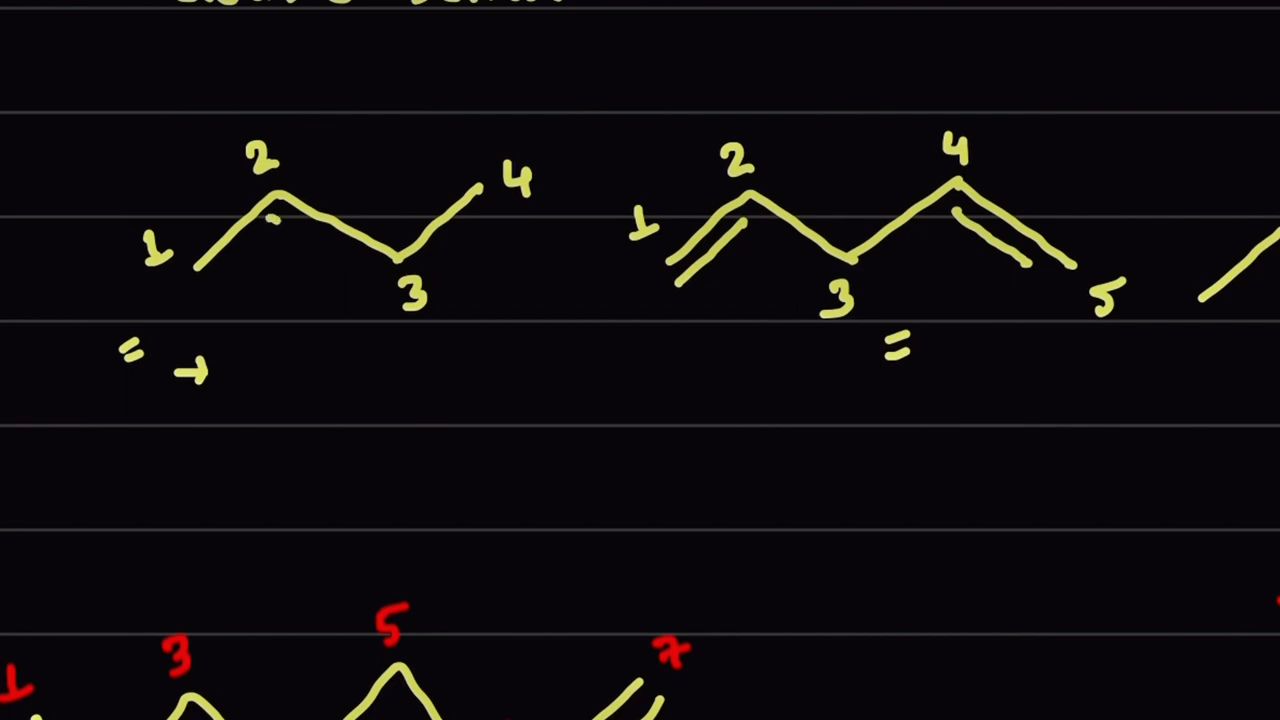 2 4 2 4
1 3 1 3 5
= → =
1 3 5 7